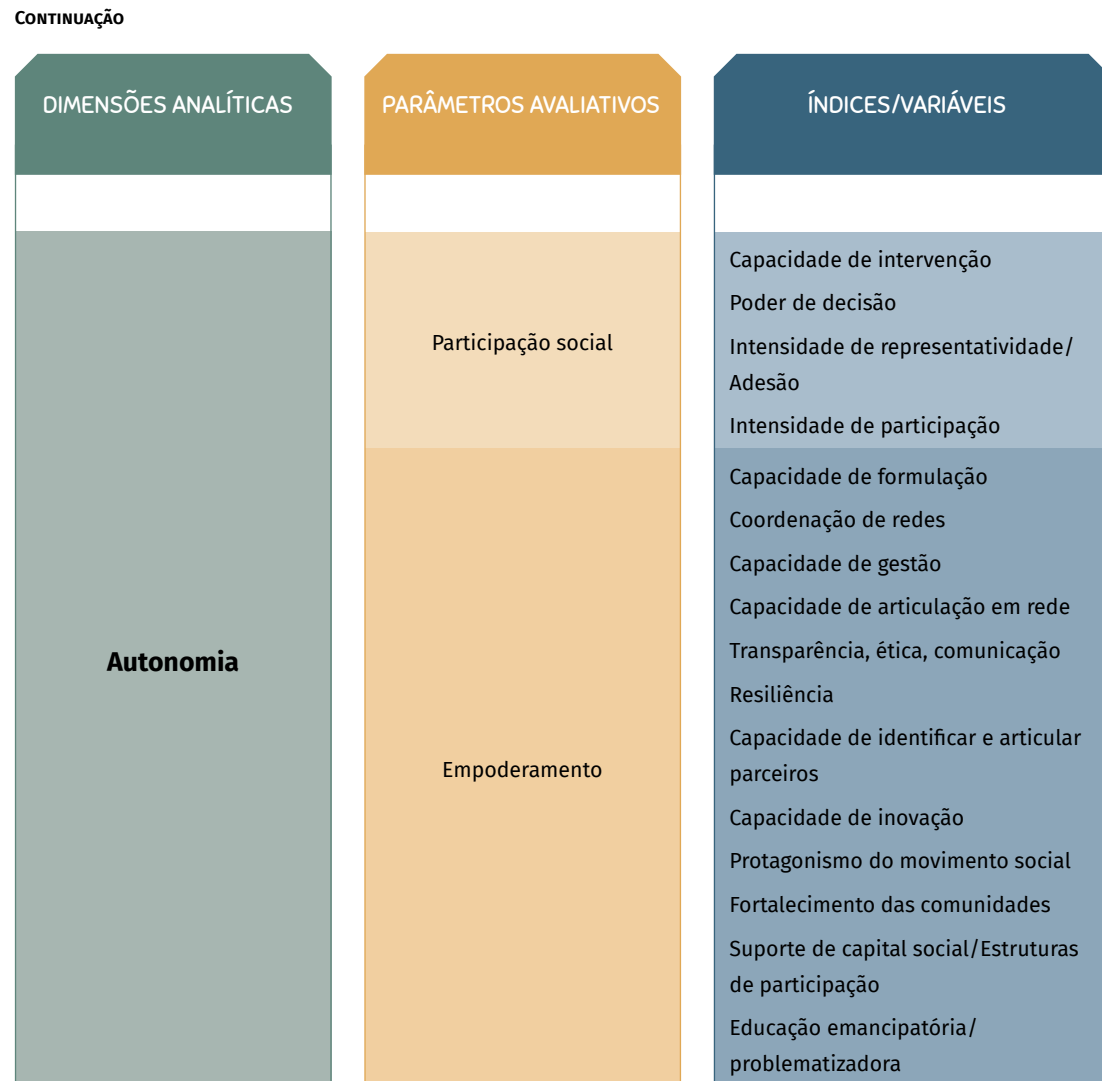 Continuação
DIMENSÕES ANALÍTICAS
PARÂMETROS AVALIATIVOS
ÍNDICES/VARIÁVEIS
Autonomia
Participação social
Capacidade de intervenção
Poder de decisão
Intensidade de representatividade/
Adesão
Intensidade de participação
Empoderamento
Capacidade de formulação
Coordenação de redes
Capacidade de gestão
Capacidade de articulação em rede
Transparência, ética, comunicação
Resiliência
Capacidade de identificar e articular
parceiros
Capacidade de inovação
Protagonismo do movimento social
Fortalecimento das comunidades
Suporte de capital social/Estruturas
de participação
Educação emancipatória/
problematizadora